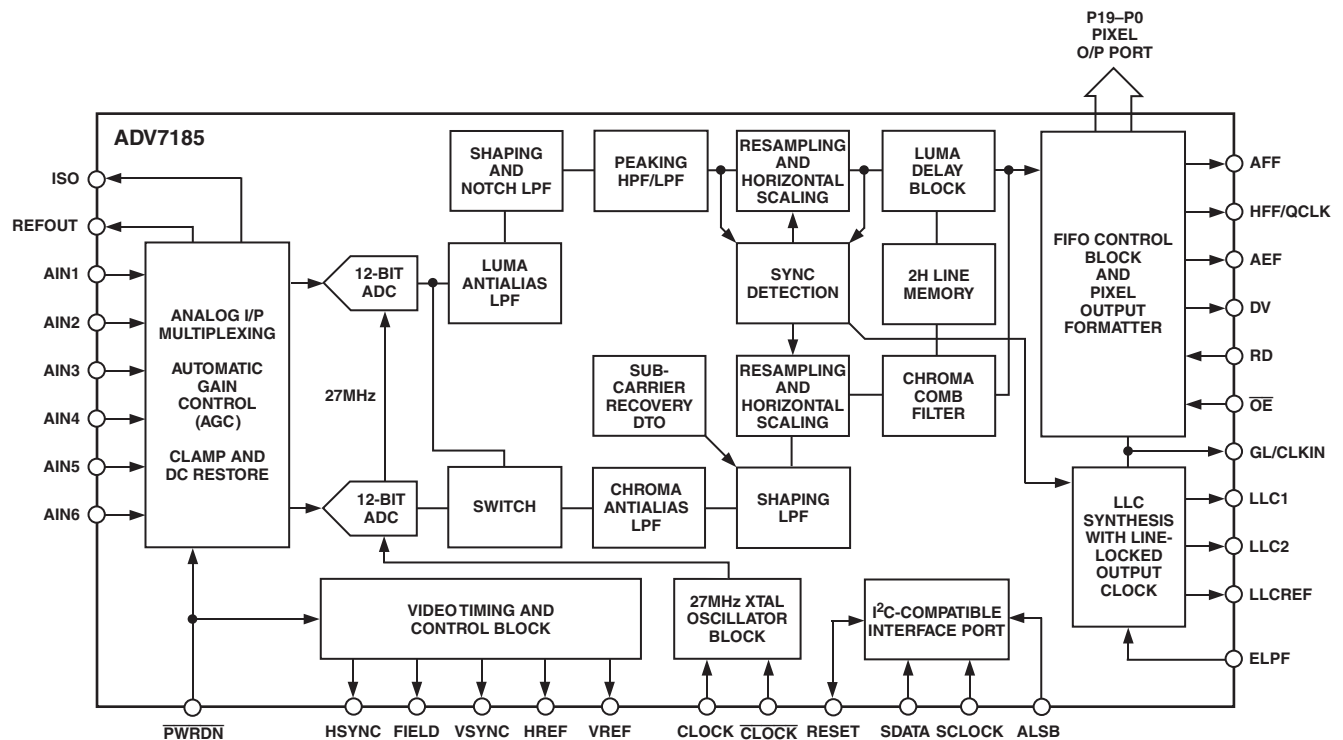 P19–P0
PIXEL
O/P PORT
ADV7185
ISO
REFOUT
AIN1
AIN2
AIN3
AIN4
AIN5
AIN6
ANALOG I/P
MULTIPLEXING
AUTOMATIC
GAIN
CONTROL
(AGC)
CLAMP AND
DC RESTORE
12-BIT
ADC
27MHz
12-BIT
ADC
SHAPING
AND
NOTCH LPF
LUMA
ANTIALIAS
LPF
SWITCH
PEAKING
HPF/LPF
SUB-
CARRIER
RECOVERY
DTO
CHROMA
ANTIALIAS
LPF
RESAMPLING
AND
HORIZONTAL
SCALING
SYNC
DETECTION
RESAMPLING
AND
HORIZONTAL
SCALING
SHAPING
LPF
LUMA
DELAY
BLOCK
2H LINE
MEMORY
CHROMA
COMB
FILTER
FIFO CONTROL
BLOCK
AND
PIXEL
OUTPUT
FORMATTER
LLC
SYNTHESIS
WITH LINE-
LOCKED
OUTPUT
CLOCK
AFF
HFF/QCLK
AEF
DV
RD
OE
GL/CLKIN
LLC1
LLC2
LLCREF
ELPF
VIDEO TIMING AND
CONTROL BLOCK
27MHz XTAL
OSCILLATOR
BLOCK
I²C-COMPATIBLE
INTERFACE PORT
PWRDN
HSYNC
FIELD
VSYNC
HREF
VREF
CLOCK
CLOCK
RESET
SDATA
SCLOCK
ALSB